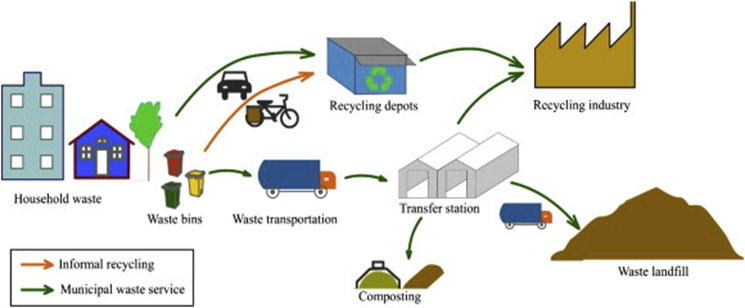 Recycling depots
Recycling industry
Household waste
Waste bins
Waste transportation
Transfer station
Waste landfill
Composting
Informal recycling
Municipal waste service